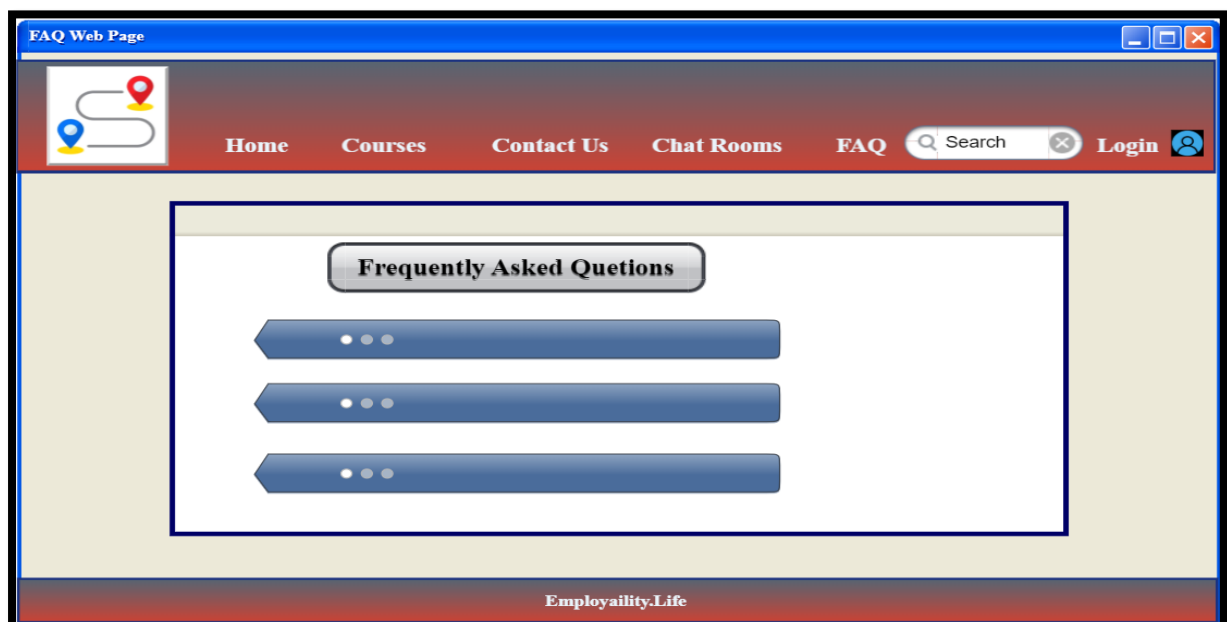 FAQ Web Page
Home Courses Contact Us Chat Rooms FAQ Search Login
Frequently Asked Quetions
Employaility.Life